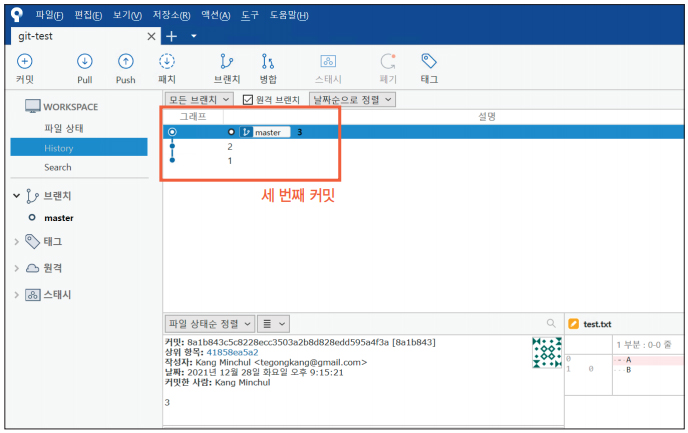 파일(F) 편집(E) 보기(V) 저장소(R) 액션(A) 도구 도움말(H)
git-test
커밋 Pull Push 패치 브랜치 병합 스태시 폐기 태그
WORKSPACE
파일 상태
History
Search
브랜치
master
태그
원격
스태시
모든 브랜치 원격 브랜치 날짜순으로 정렬
그래프 설명
master 3
2
1
세 번째 커밋
파일 상태순 정렬
커밋: 8a1b843c5c8228ecc3503a2b8d828edd595a4f3a [8a1b843]
상위 항목: 41858ea5a2
작성자: Kang Minchul <tegongkang@gmail.com>
날짜: 2021년 12월 28일 화요일 오후 9:15:21
커밋한 사람: Kang Minchul
3
test.txt
1 부분 : 0-0 줄
0 - A
1 0 B